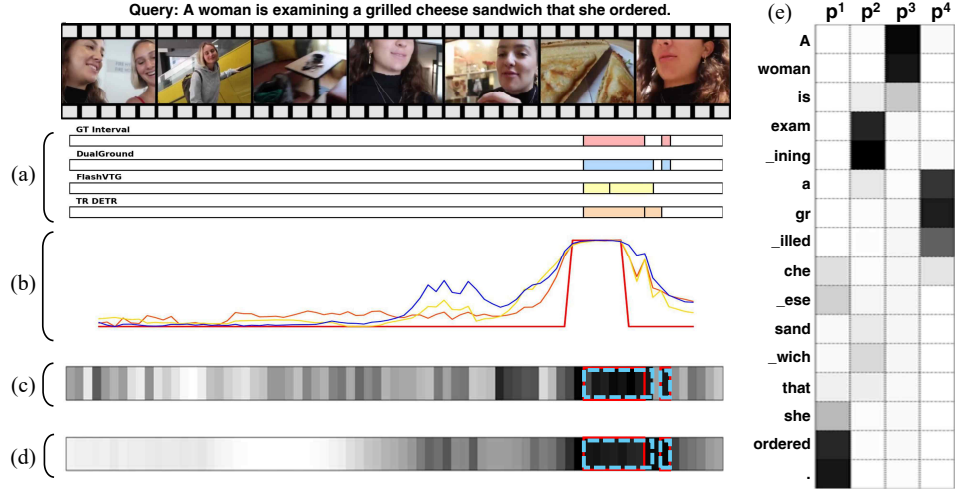 Query: A woman is examining a grilled cheese sandwich that she ordered.
(a)
GT Interval
DualGround
FlashVTG
TR DETR
(b)
(c)
(d)
(e)
p¹ p² p³ p⁴
A
woman
is
exam
_ining
a
gr
_illed
che
_ese
sand
_wich
that
she
ordered
.